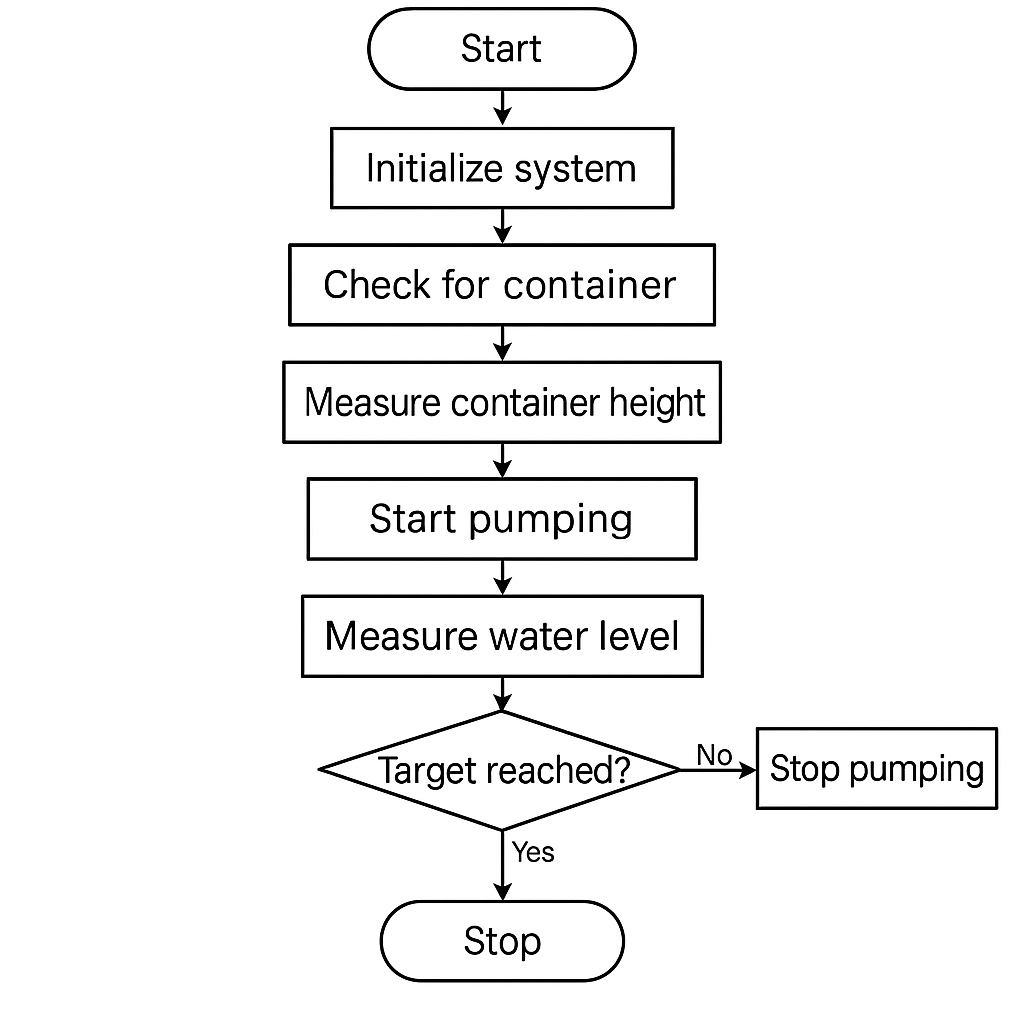 Start
Initialize system
Check for container
Measure container height
Start pumping
Measure water level
Target reached?
No
Stop pumping
Yes
Stop